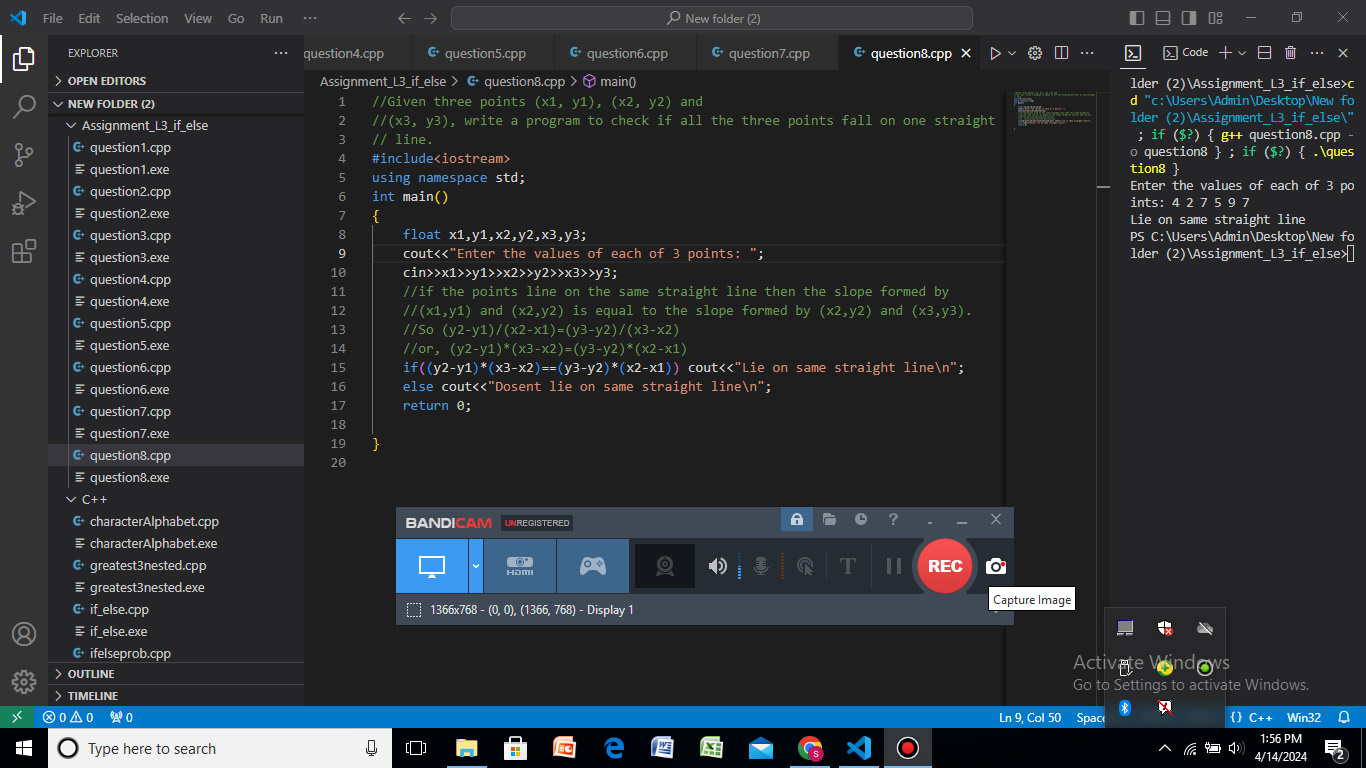 File Edit Selection View Go Run ··· New folder (2)
EXPLORER ···
OPEN EDITORS
NEW FOLDER (2)
Assignment_L3_if_else
question1.cpp
question1.exe
question2.cpp
question2.exe
question3.cpp
question3.exe
question4.cpp
question4.exe
question5.cpp
question5.exe
question6.cpp
question6.exe
question7.cpp
question7.exe
question8.cpp
question8.exe
C++
characterAlphabet.cpp
characterAlphabet.exe
greatest3nested.cpp
greatest3nested.exe
if_else.cpp
if_else.exe
ifelseprob.cpp
OUTLINE
TIMELINE
question4.cpp question5.cpp question6.cpp question7.cpp question8.cpp
Assignment_L3_if_else > question8.cpp > main()
1 //Given three points (x1, y1), (x2, y2) and
2 //(x3, y3), write a program to check if all the three points fall on one straight
3 // line.
4 #include<iostream>
5 using namespace std;
6 int main()
7 {
8 float x1,y1,x2,y2,x3,y3;
9 cout<<"Enter the values of each of 3 points: ";
10 cin>>x1>>y1>>x2>>y2>>x3>>y3;
11 //if the points line on the same straight line then the slope formed by
12 //(x1,y1) and (x2,y2) is equal to the slope formed by (x2,y2) and (x3,y3).
13 //So (y2-y1)/(x2-x1)=(y3-y2)/(x3-x2)
14 //or, (y2-y1)*(x3-x2)=(y3-y2)*(x2-x1)
15 if((y2-y1)*(x3-x2)==(y3-y2)*(x2-x1)) cout<<"Lie on same straight line\n";
16 else cout<<"Dosent lie on same straight line\n";
17 return 0;
18
19 }
20
Code
lder (2)\Assignment_L3_if_else>c
d "c:\Users\Admin\Desktop\New fo
lder (2)\Assignment_L3_if_else\"
; if ($?) { g++ question8.cpp -
o question8 } ; if ($?) { .\ques
tion8 }
Enter the values of each of 3 po
ints: 4 2 7 5 9 7
Lie on same straight line
PS C:\Users\Admin\Desktop\New fo
lder (2)\Assignment_L3_if_else>
BANDICAM UNREGISTERED ?
HDMI T REC
Capture Image
1366x768 - (0, 0), (1366, 768) - Display 1
Activate Windows
Go to Settings to activate Windows.
0 0 0 Ln 9, Col 50 {} C++ Win32
Type here to search
S
1:56 PM
4/14/2024
2